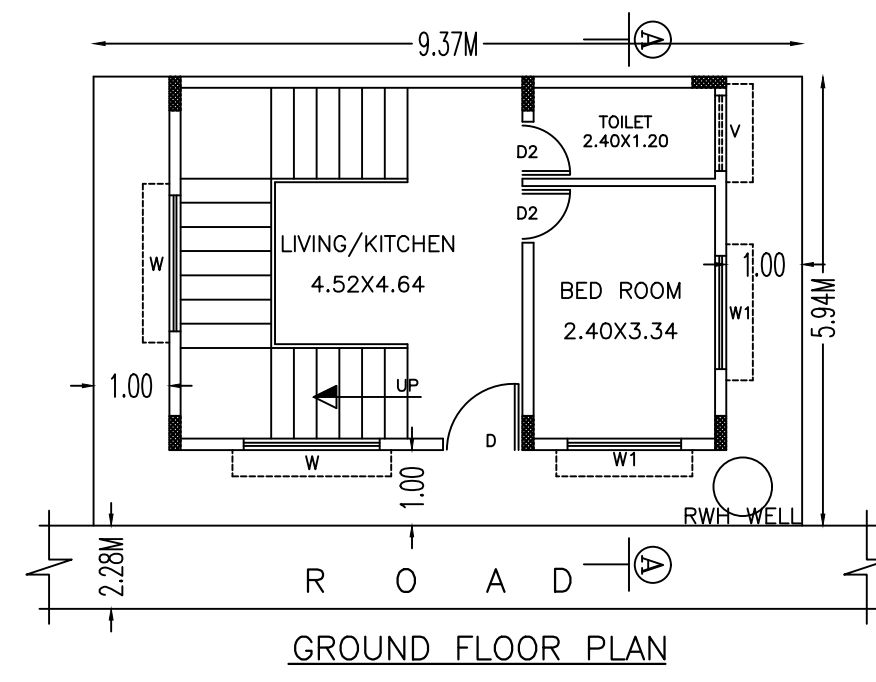 9.37M
A
TOILET
2.40X1.20
V
D2
D2
LIVING/KITCHEN
4.52X4.64
W
BED ROOM
2.40X3.34
1.00
W1
5.94M
1.00
UP
D
W
1.00
W1
RWH WELL
2.28M
R O A D
A
GROUND FLOOR PLAN